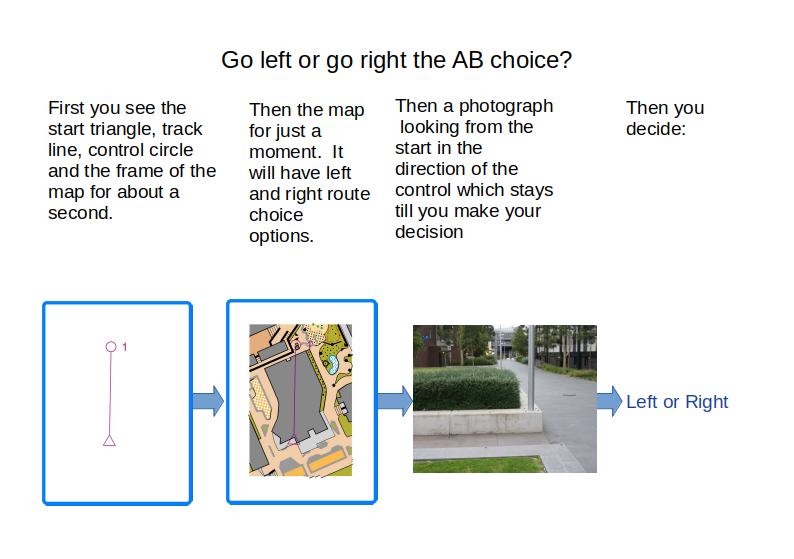 Go left or go right the AB choice?
First you see the
start triangle, track
line, control circle
and the frame of the
map for about a
second.
Then the map
for just a
moment.  It
will have left
and right route
choice
options.
Then a photograph
looking from the
start in the
direction of the
control which stays
till you make your
decision
Then you
decide:
1
Left or Right